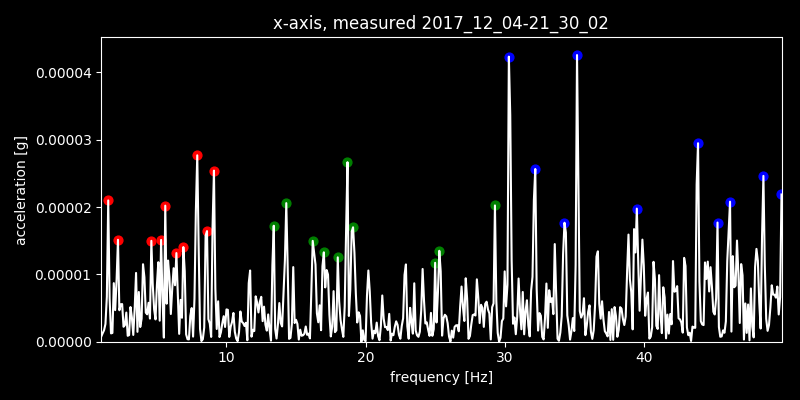 x-axis, measured 2017_12_04-21_30_02
acceleration [g]
0.00004
0.00003
0.00002
0.00001
0.00000
10 20 30 40
frequency [Hz]